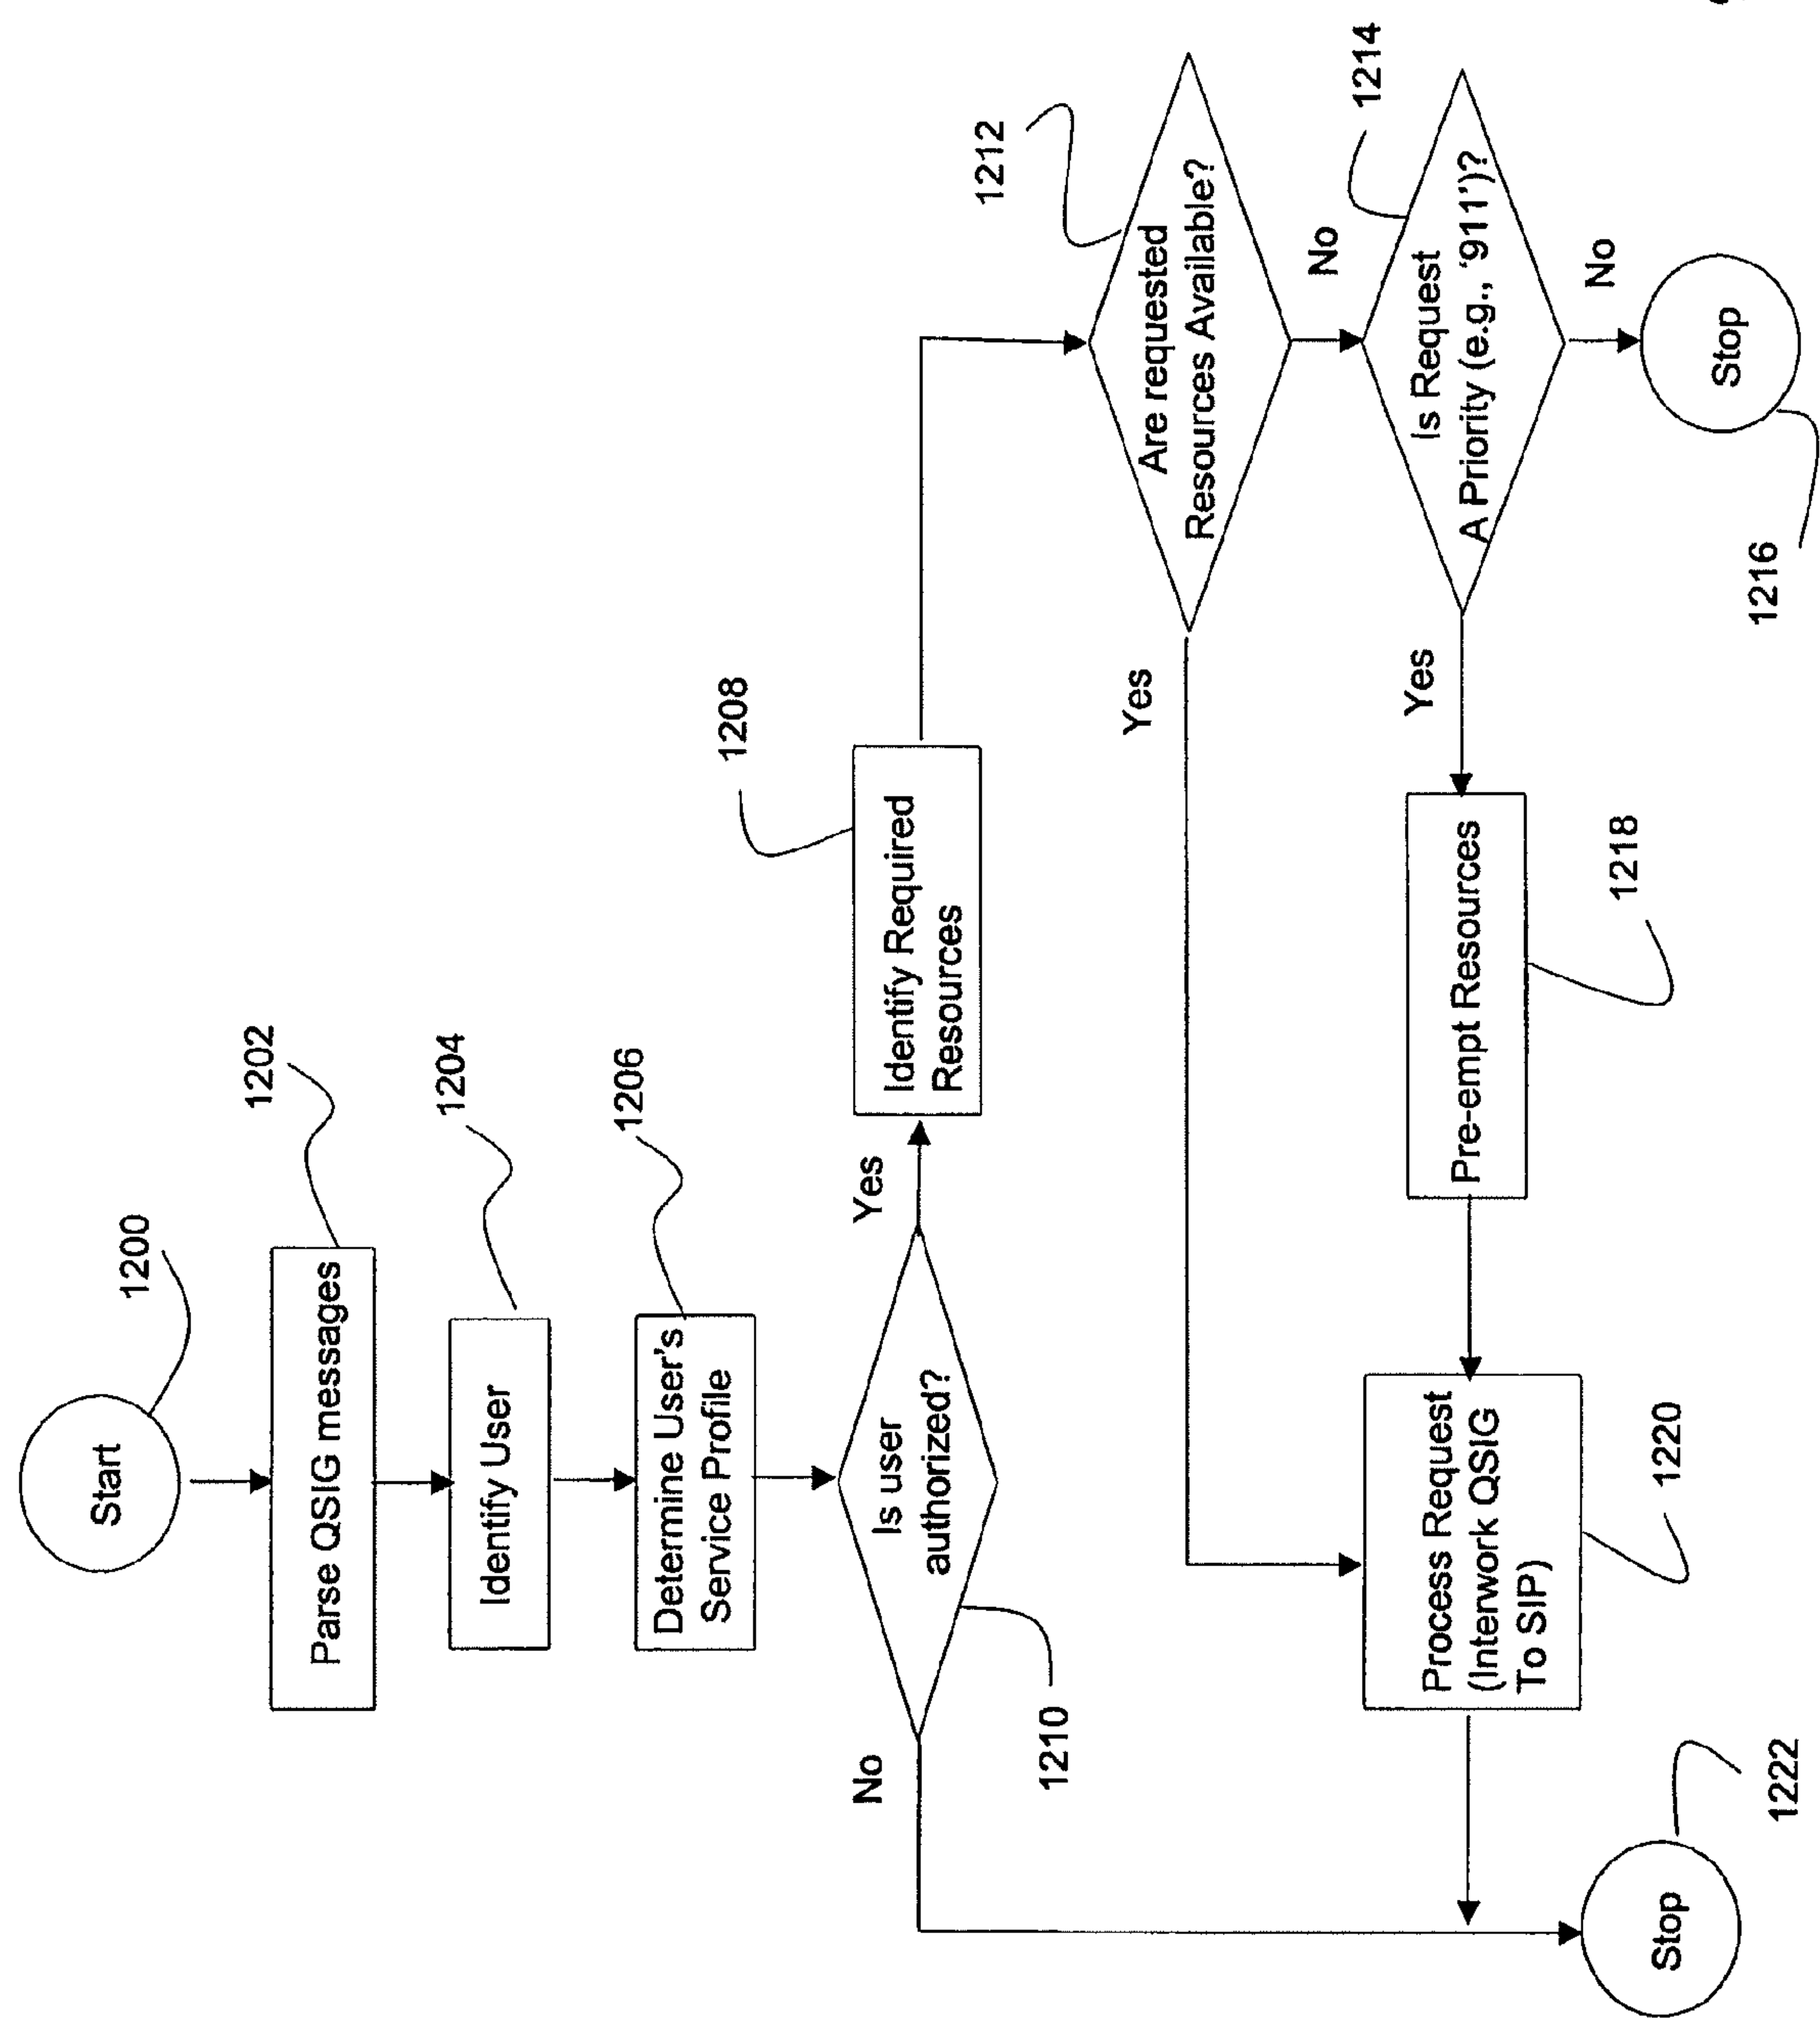 Start
1200
Parse QSIG messages
1202
Identify User
1204
Determine User's
Service Profile
1206
Is user
authorized?
1210
No
Yes
Identify Required
Resources
1208
Are requested
Resources Available?
1212
Yes
No
Is Request
A Priority (e.g., '911')?
1214
Yes
No
Stop
1216
Pre-empt Resources
1218
Process Request
(Interwork QSIG
To SIP)
1220
Stop
1222